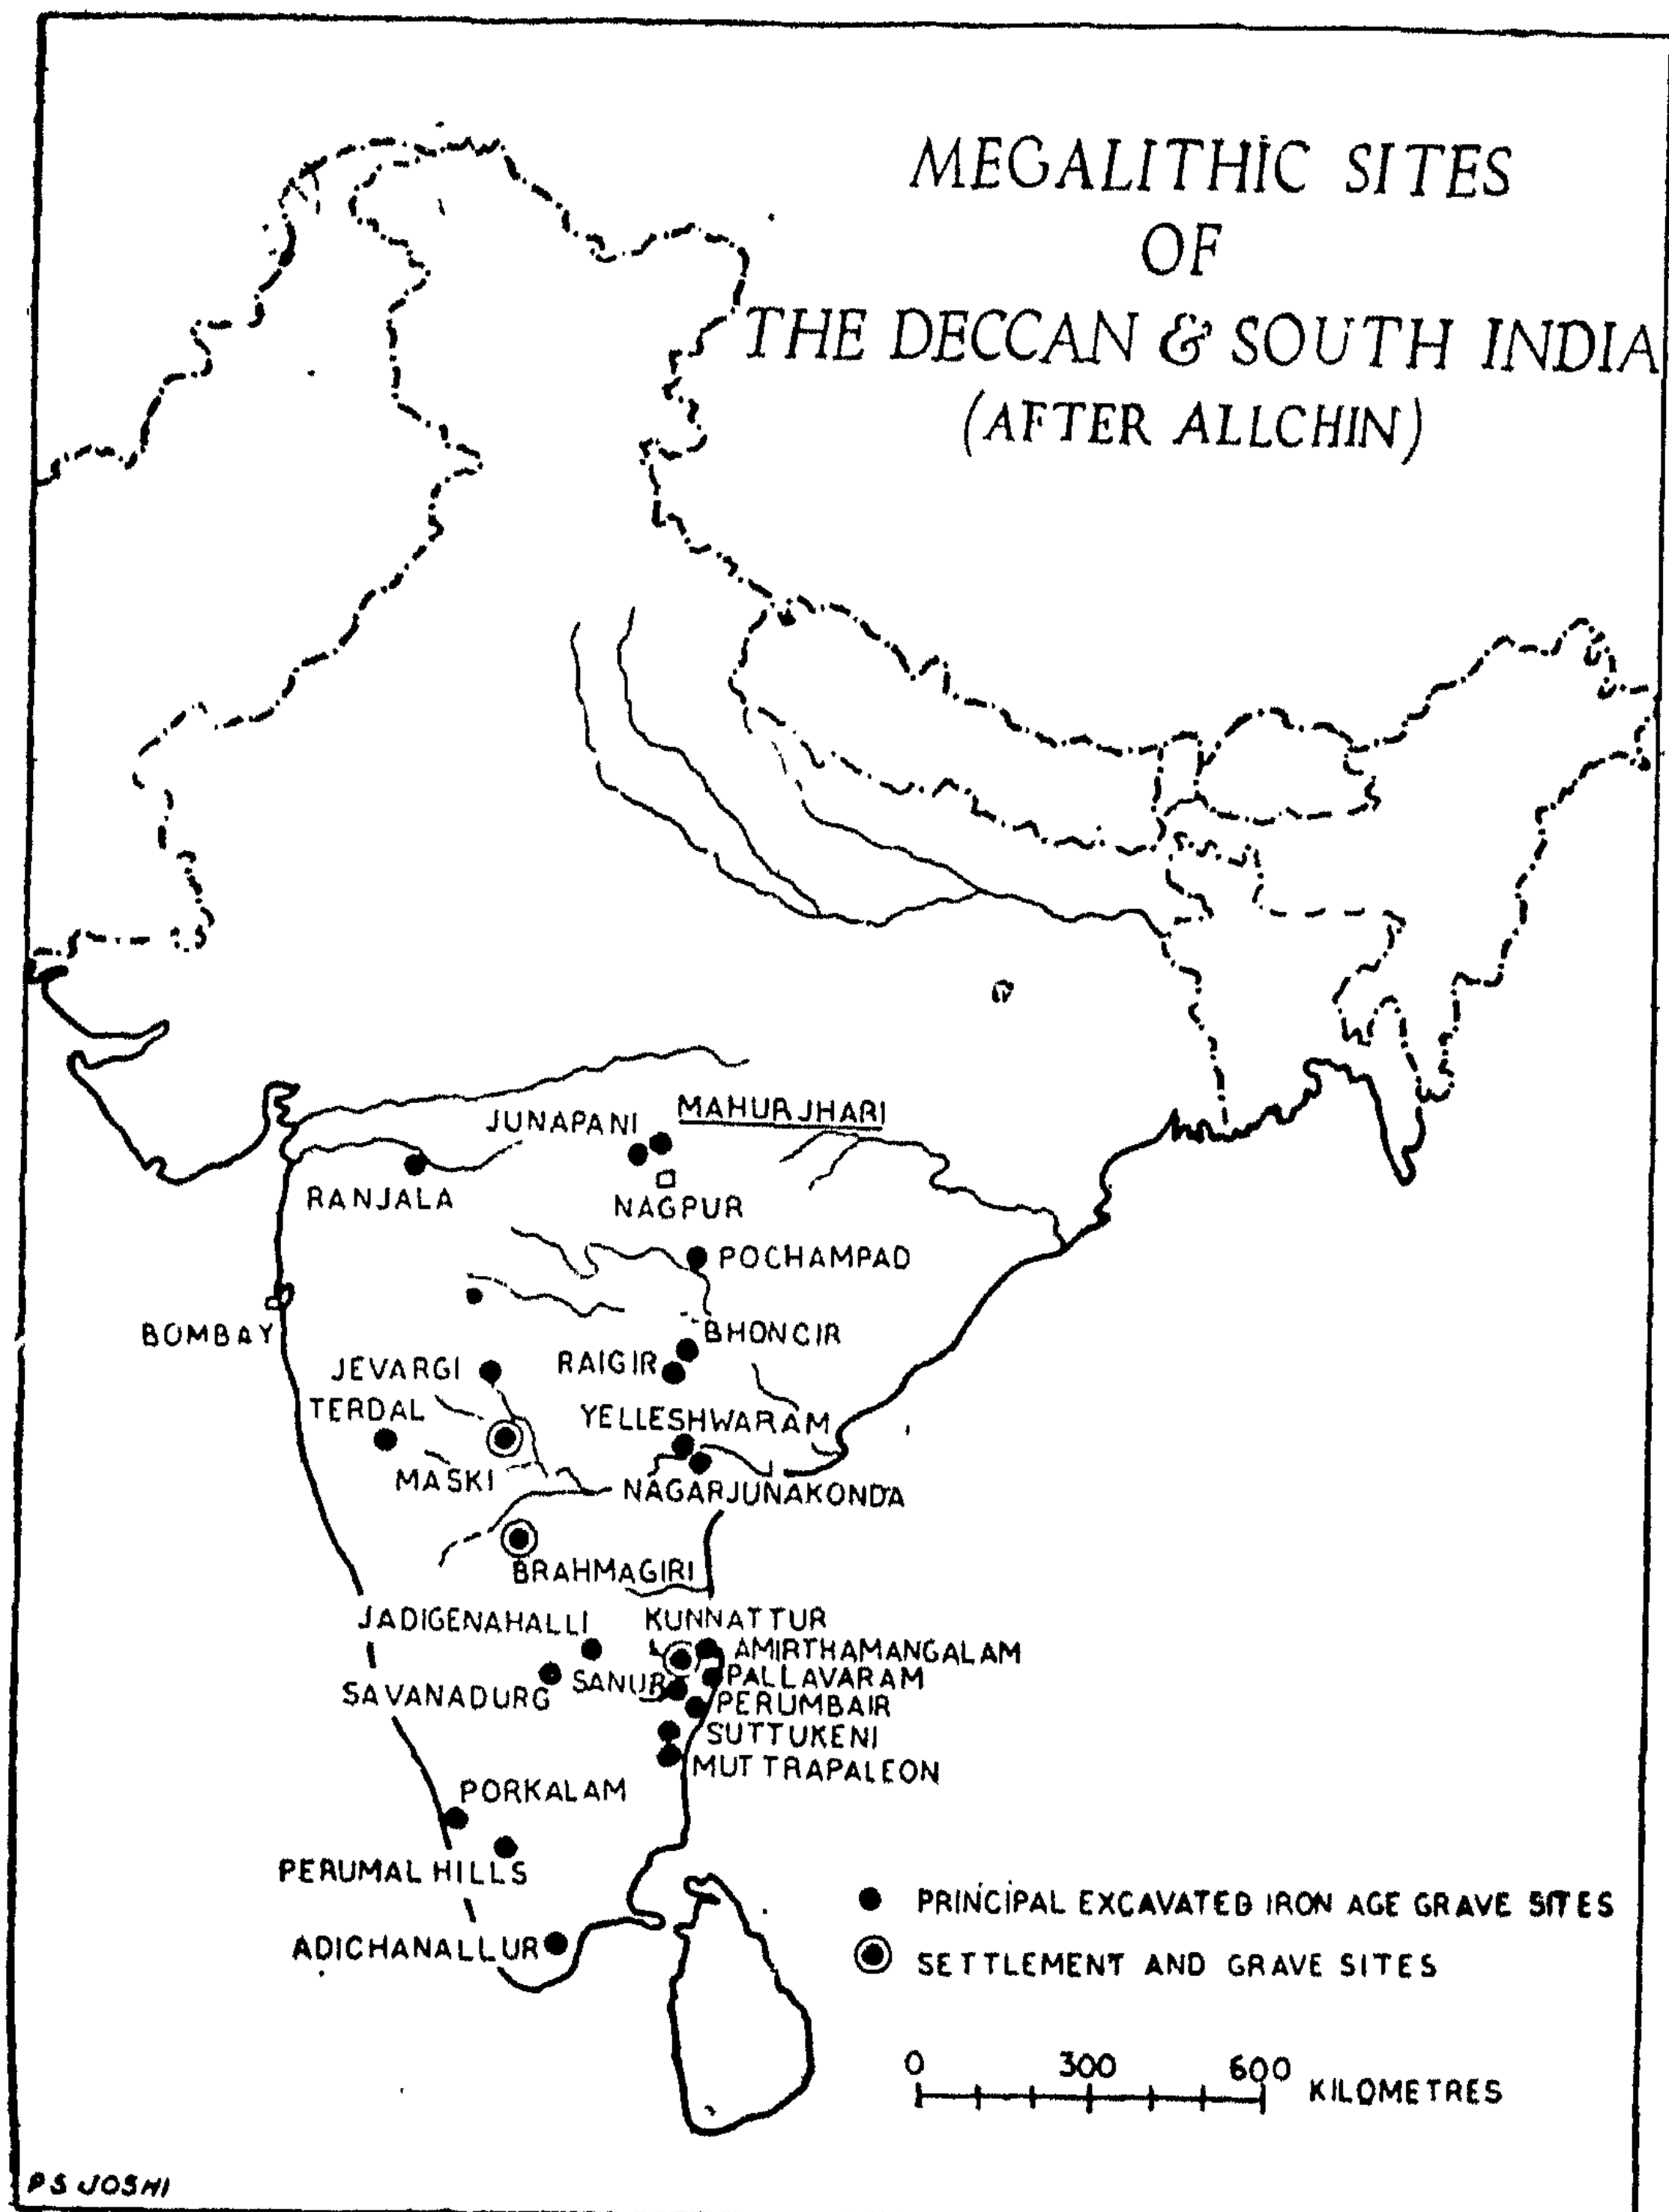 MEGALITHIC SITES
OF
THE DECCAN & SOUTH INDIA
(AFTER ALLCHIN)
JUNAPANI
MAHURJHARI
RANJALA
NAGPUR
POCHAMPAD
BOMBAY
BHONGIR
JEVARGI
RAIGIR
TERDAL
YELLESHWARAM
MASKI
NAGARJUNAKONDA
BRAHMAGIRI
JADIGENAHALLI
KUNNATTUR
AMIRTHAMANGALAM
SANUR
PALLAVARAM
SAVANADURG
PERUMBAIR
SUTTUKENI
MUTTRAPALEON
PORKALAM
PERUMAL HILLS
ADICHANALLUR
PRINCIPAL EXCAVATED IRON AGE GRAVE SITES
SETTLEMENT AND GRAVE SITES
0 300 600 KILOMETRES
P S JOSHI